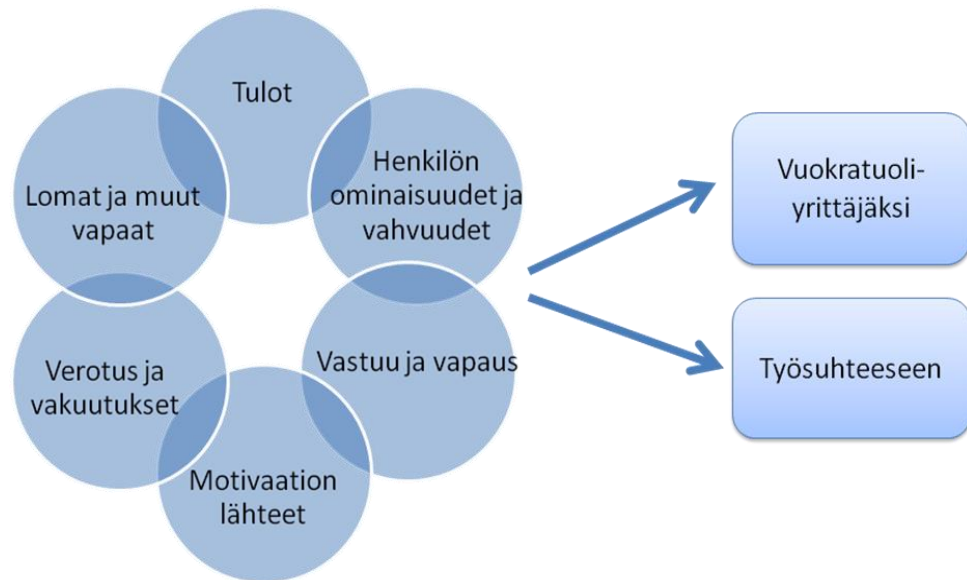 Tulot
Henkilön
ominaisuudet ja
vahvuudet
Vastuu ja vapaus
Motivaation
lähteet
Verotus ja
vakuutukset
Lomat ja muut
vapaat
Vuokratuoli-
yrittäjäksi
Työsuhteeseen